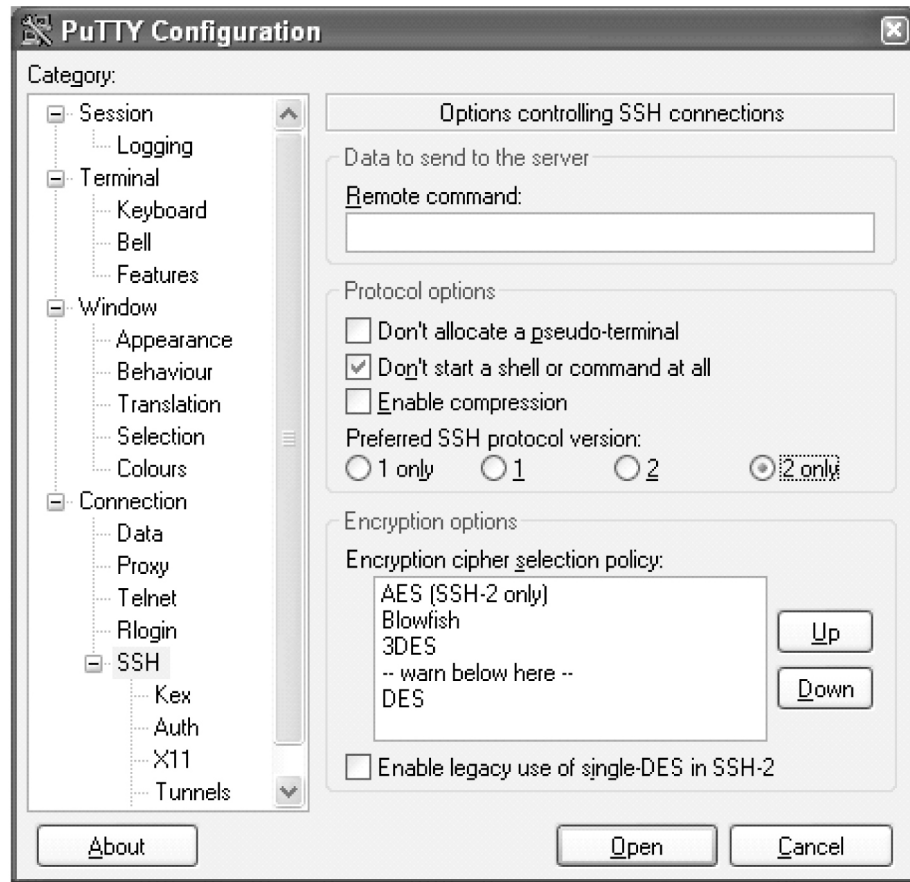 PuTTY Configuration
Category:
Session
Logging
Terminal
Keyboard
Bell
Features
Window
Appearance
Behaviour
Translation
Selection
Colours
Connection
Data
Proxy
Telnet
Rlogin
SSH
Kex
Auth
X11
Tunnels
Options controlling SSH connections
Data to send to the server
Remote command:
Protocol options
Don't allocate a pseudo-terminal
Don't start a shell or command at all
Enable compression
Preferred SSH protocol version:
1 only 1 2 2 only
Encryption options
Encryption cipher selection policy:
AES (SSH-2 only)
Blowfish
3DES
-- warn below here --
DES
Up
Down
Enable legacy use of single-DES in SSH-2
About Open Cancel